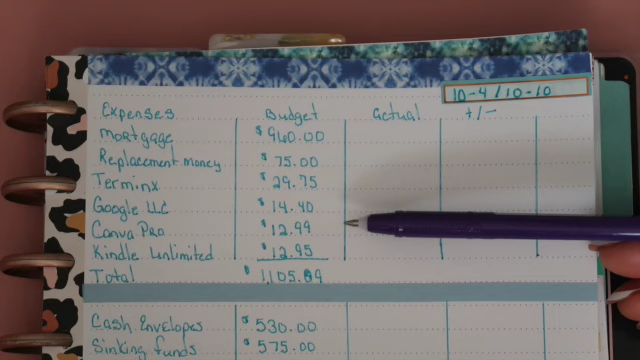 10-4/10-10
Expenses Budget Actual +/-
Mortgage $960.00
Replacement money $75.00
Terminx $29.75
Google LLC $14.40
Canva Pro $12.99
Kindle Unlimited $12.95
Total $1105.09
Cash Envelopes $530.00
Sinking funds $575.00